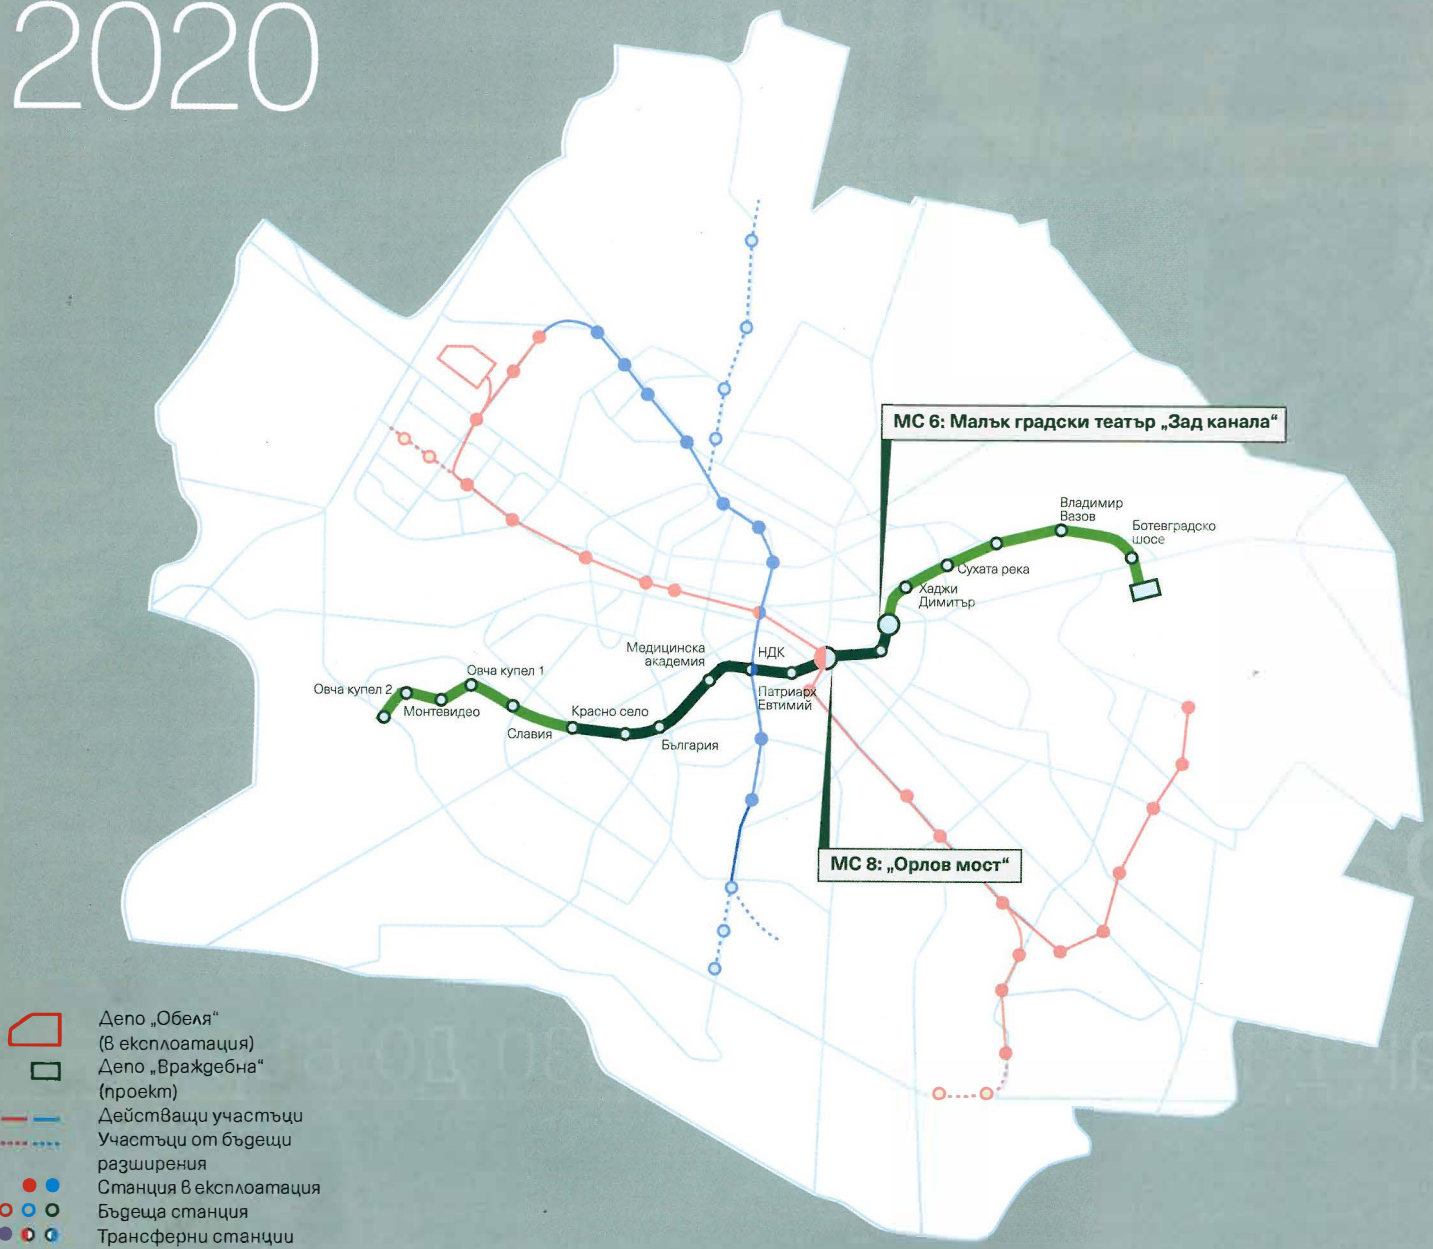 2020
МС 6: Малък градски театър „Зад канала“
Владимир
Вазов
Ботевградско
шосе
Сухата река
Хаджи
Димитър
Медицинска
академия
НДК
Овча купел 1
Овча купел 2
Монтевидео
Патриарх
Евтимий
Красно село
Славия
България
МС 8: „Орлов мост“
Депо „Обеля“
(в експлоатация)
Депо „Враждебна“
(проект)
Действащи участъци
Участъци от бъдещи
разширения
Станция в експлоатация
Бъдеща станция
Трансферни станции